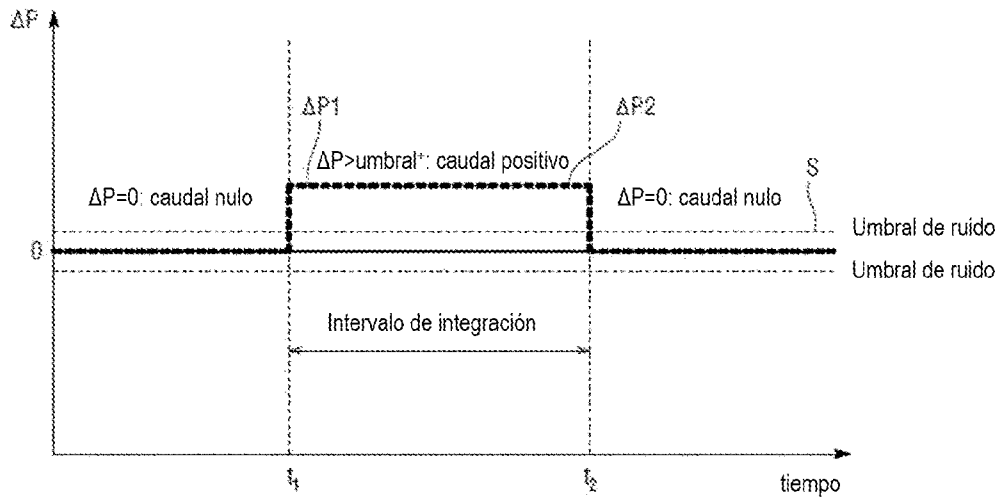 ΔP
ΔP1
ΔP2
ΔP>umbral⁺: caudal positivo
S
ΔP=0: caudal nulo
ΔP=0: caudal nulo
Umbral de ruido
0
Umbral de ruido
Intervalo de integración
t₁
t₂
tiempo